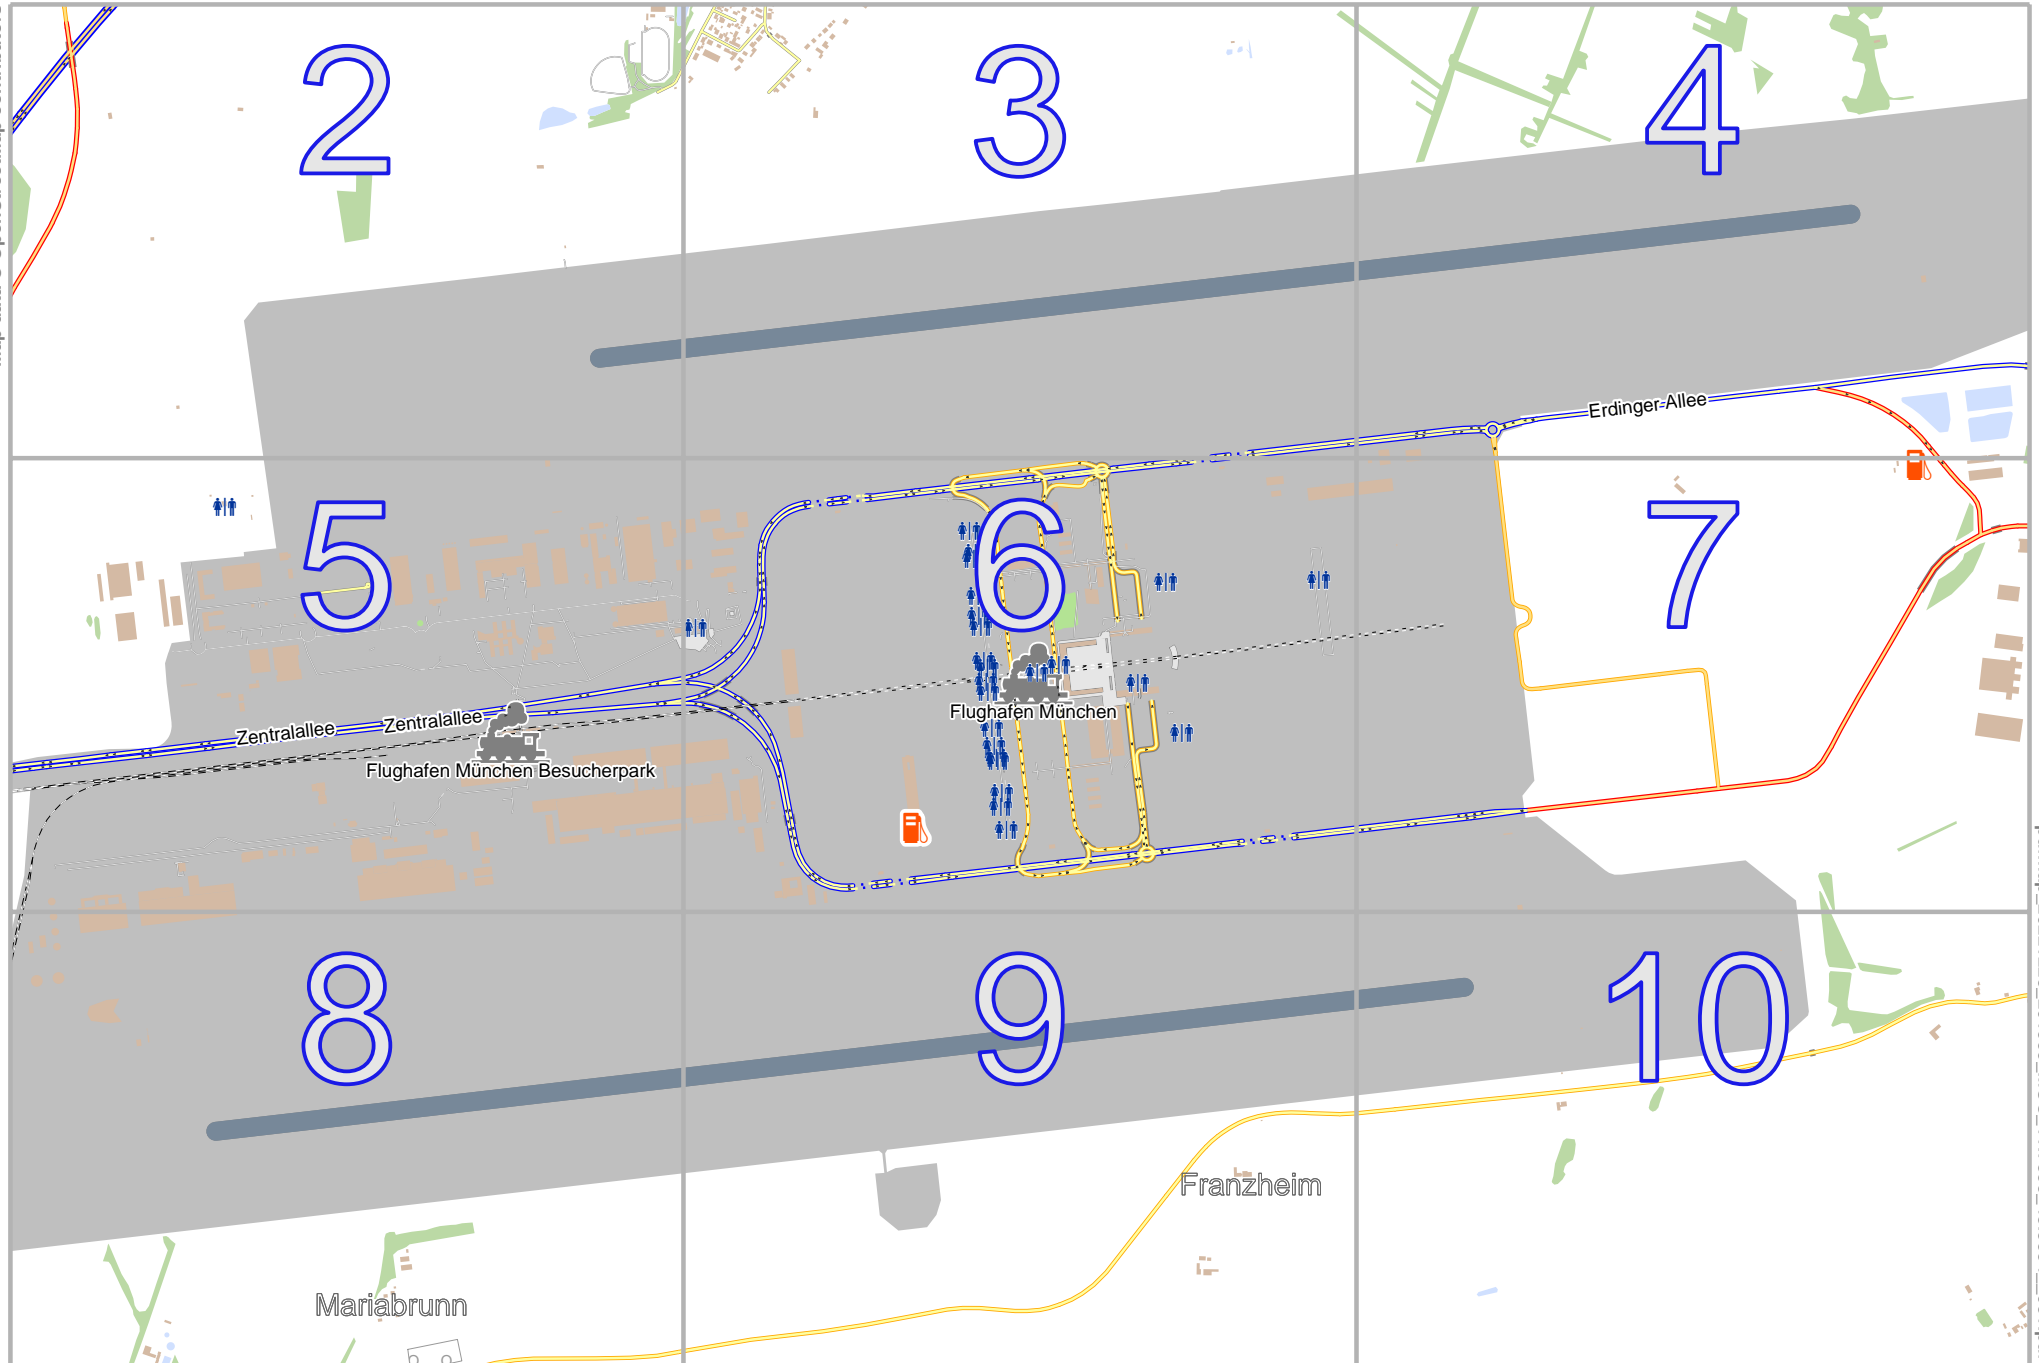 2
3
4
Erdinger Allee
5
6
7
Zentralallee
Zentralallee
Flughafen München
Flughafen München Besucherpark
8
9
10
Franzheim
Mariabrunn